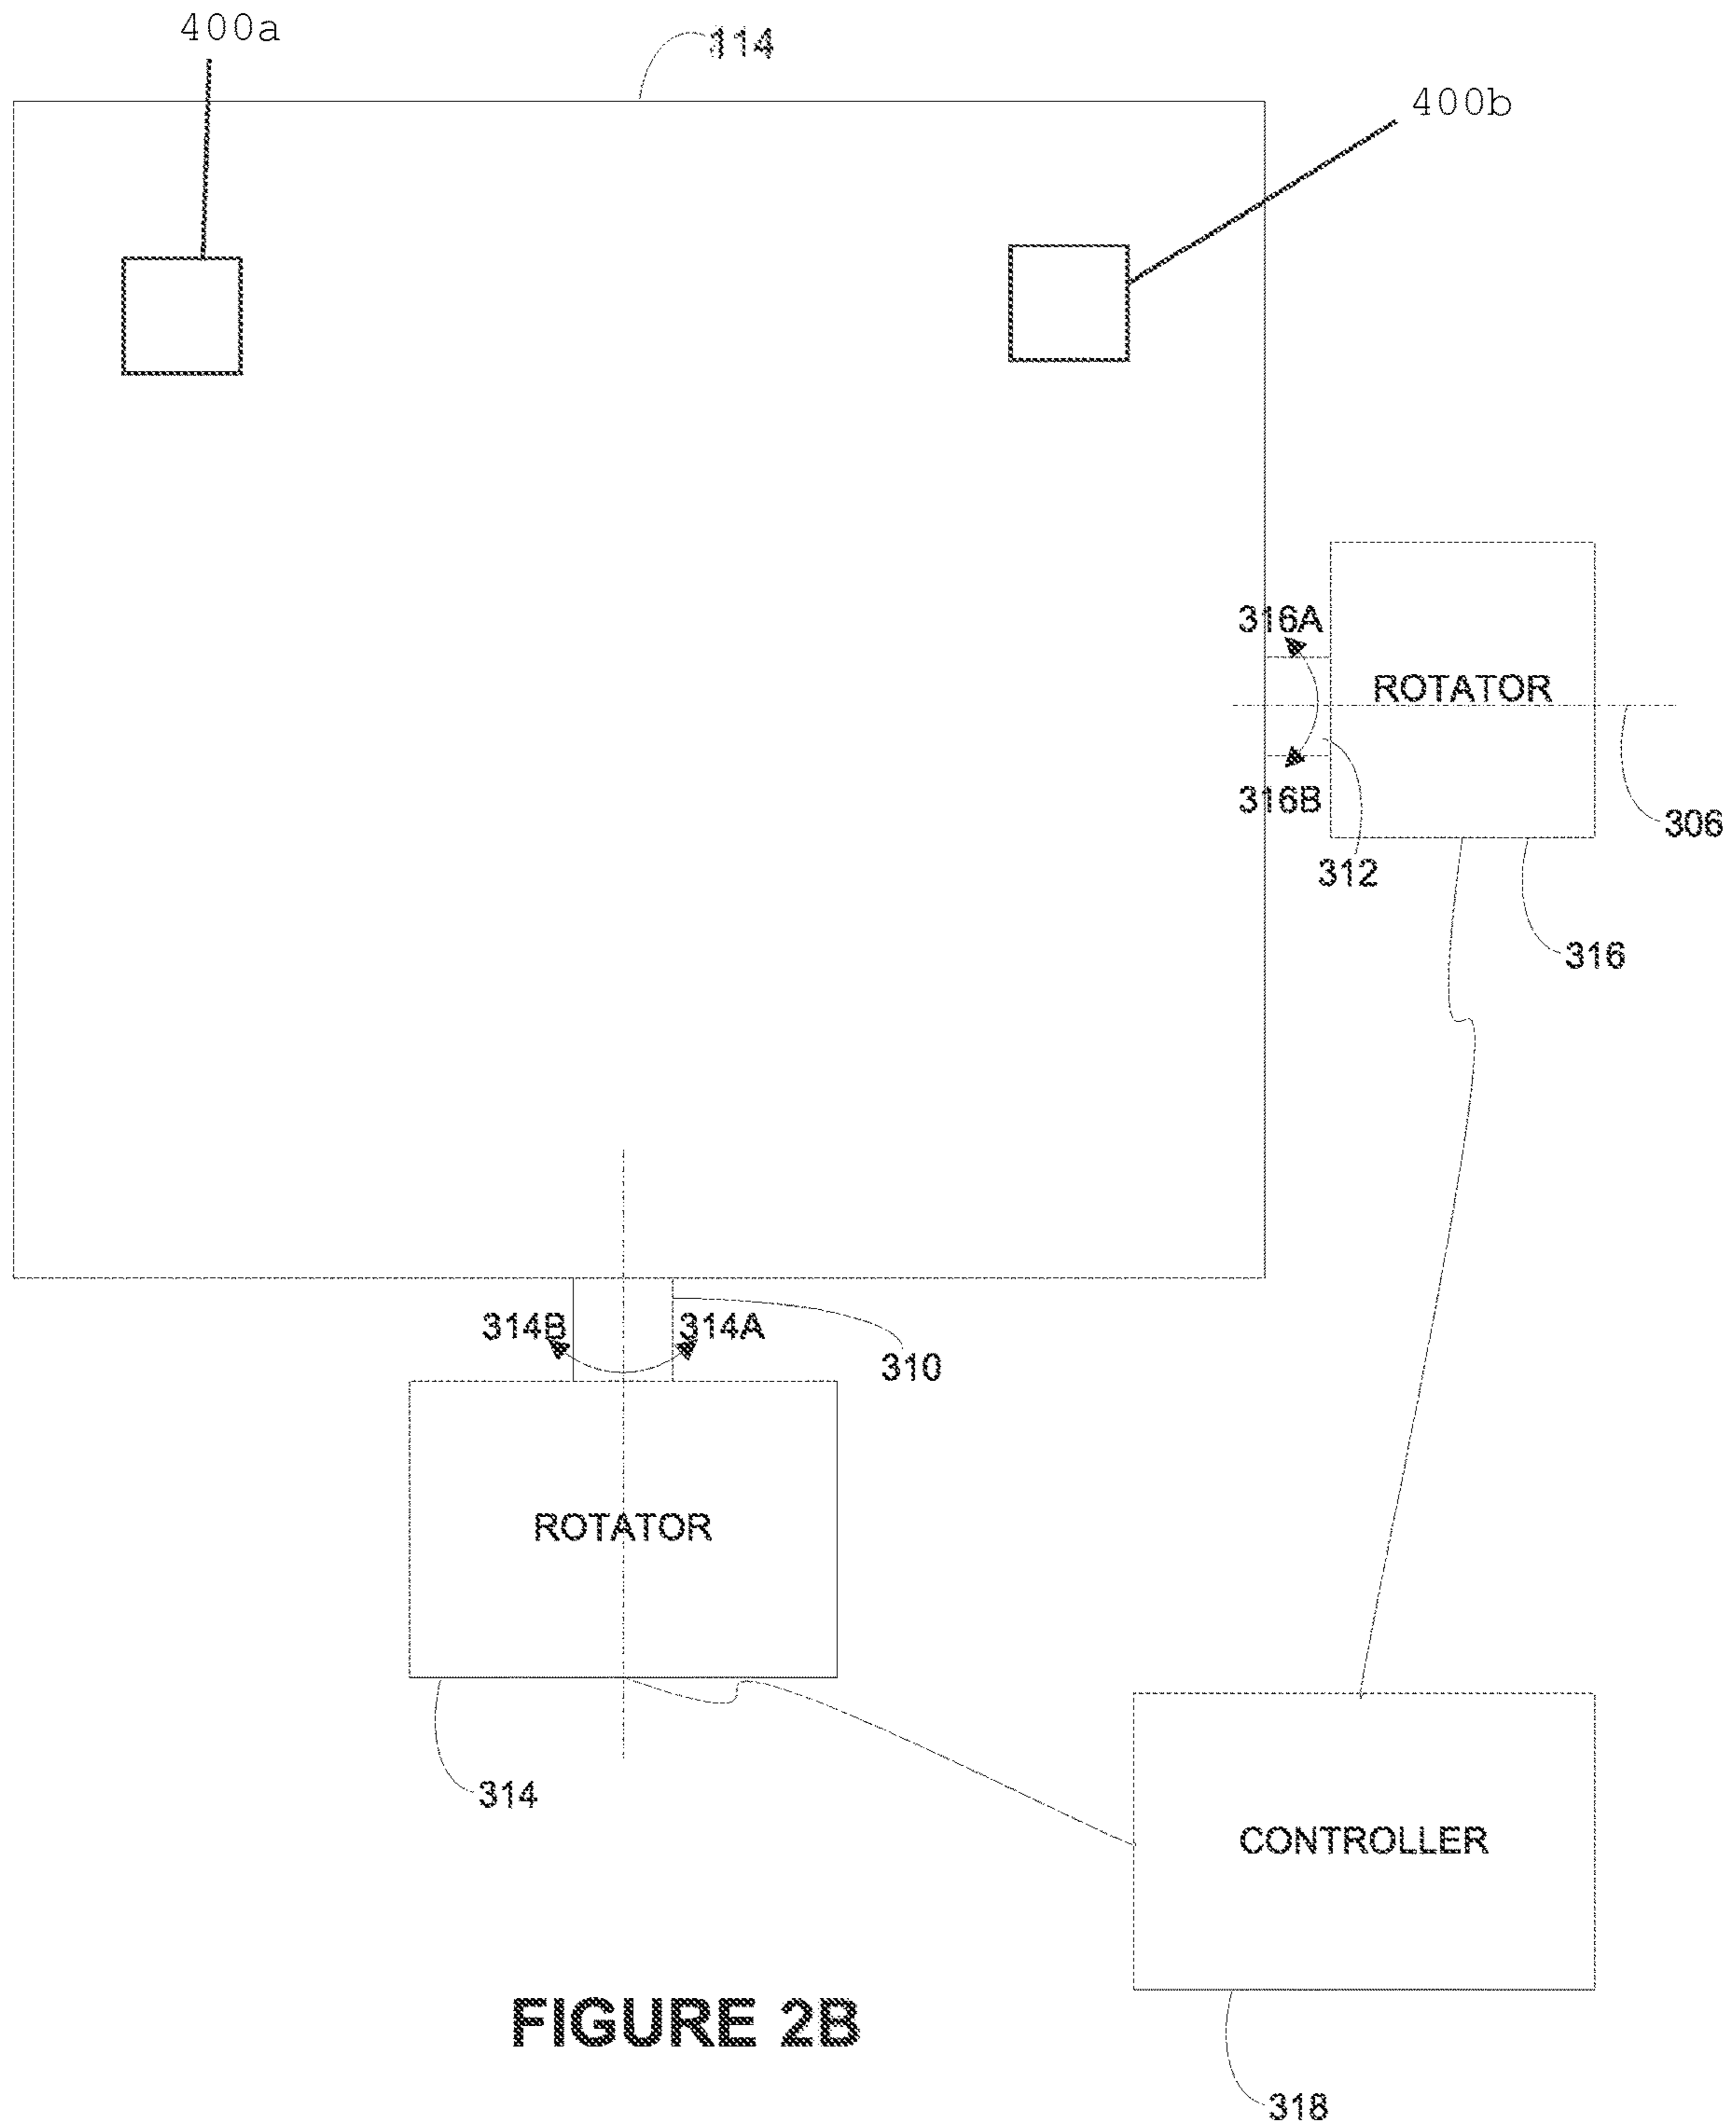 400a
114
400b
316A
ROTATOR
316B
306
312
316
314B
314A
310
ROTATOR
314
CONTROLLER
FIGURE 2B
318